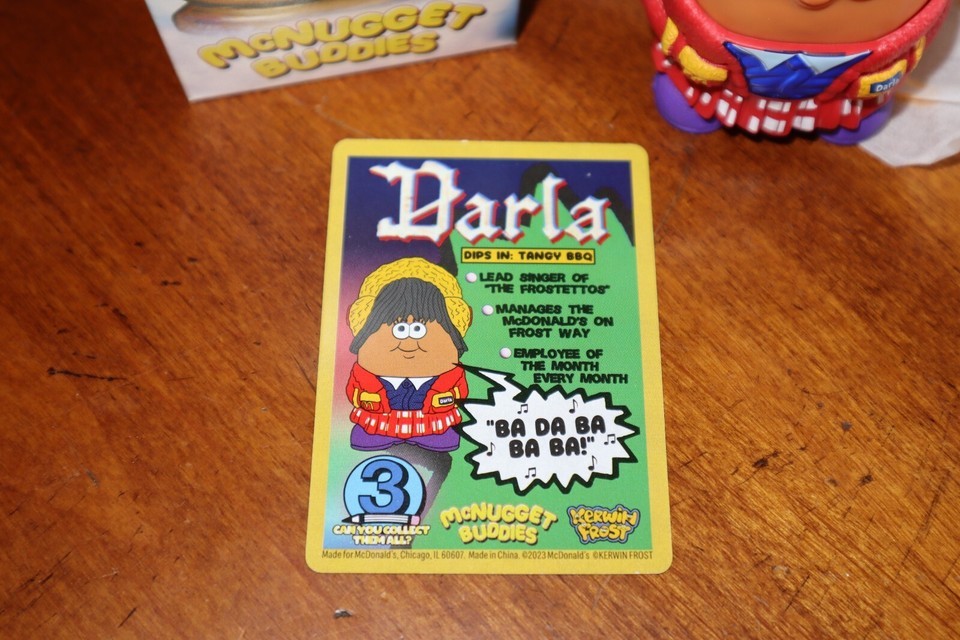 McNUGGET
BUDDIES
Darla
Darla
DIPS IN: TANGY BBQ
LEAD SINGER OF
"THE FROSTETTOS"
MANAGES THE
McDONALD'S ON
FROST WAY
EMPLOYEE OF
THE MONTH
EVERY MONTH
DARLA
"BA DA BA
BA BA!"
3
CAN YOU COLLECT
THEM ALL?
McNUGGET
BUDDIES
KERWIN
FROST
Made for McDonald's, Chicago, IL 60607. Made in China. ©2023 McDonald's ©KERWIN FROST